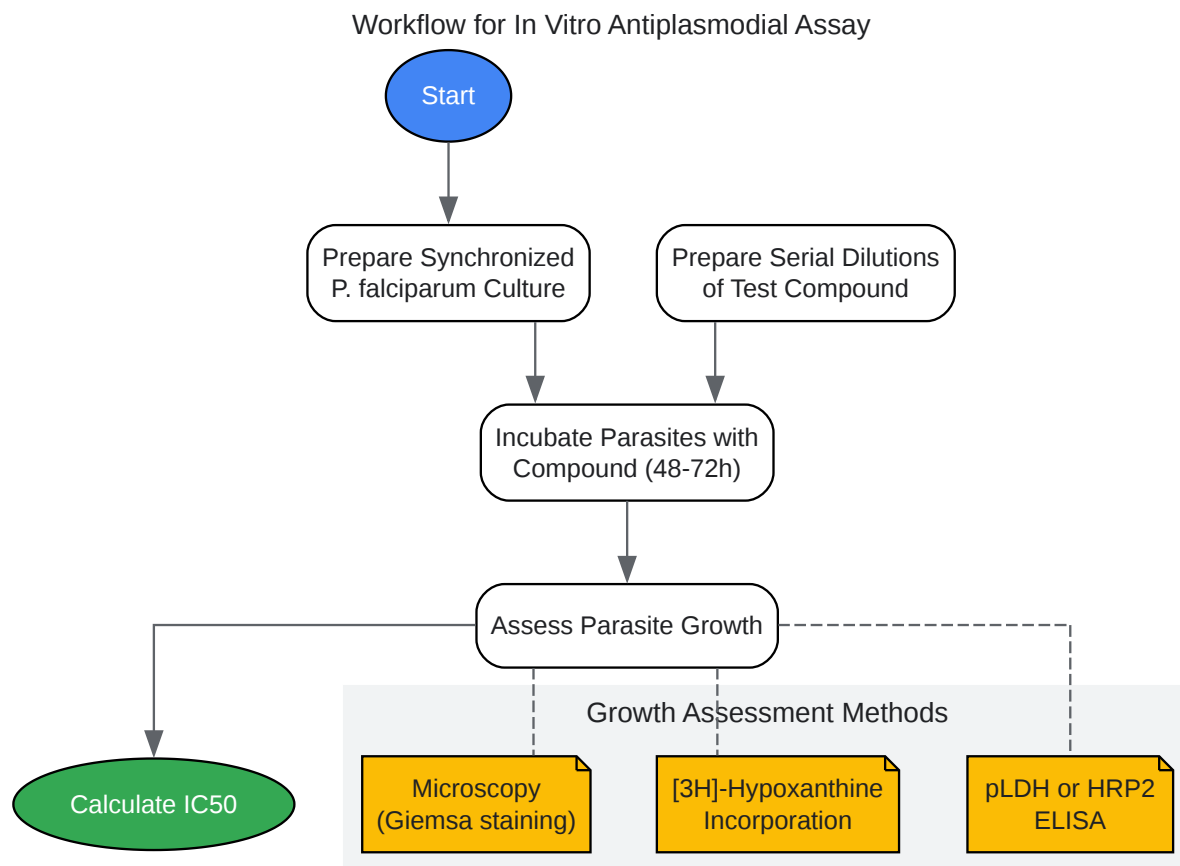 Workflow for In Vitro Antiplasmodial Assay
Start
Prepare Synchronized
P. falciparum Culture
Prepare Serial Dilutions
of Test Compound
Incubate Parasites with
Compound (48-72h)
Assess Parasite Growth
Growth Assessment Methods
Calculate IC50
Microscopy
(Giemsa staining)
[3H]-Hypoxanthine
Incorporation
pLDH or HRP2
ELISA